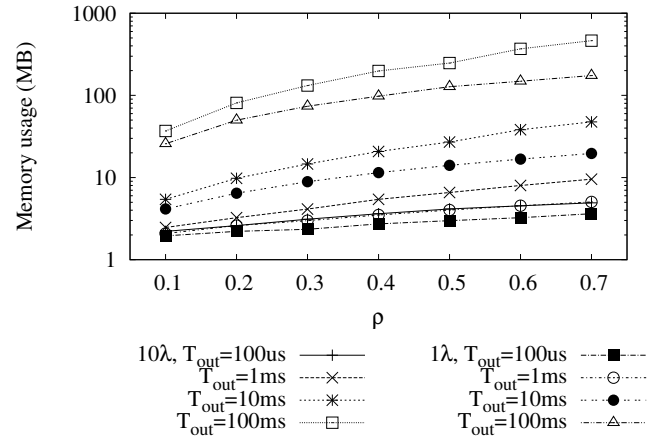 Memory usage (MB)
1000
100
10
1
0.1 0.2 0.3 0.4 0.5 0.6 0.7
ρ
10λ, T_out=100us
T_out=1ms
T_out=10ms
T_out=100ms
1λ, T_out=100us
T_out=1ms
T_out=10ms
T_out=100ms